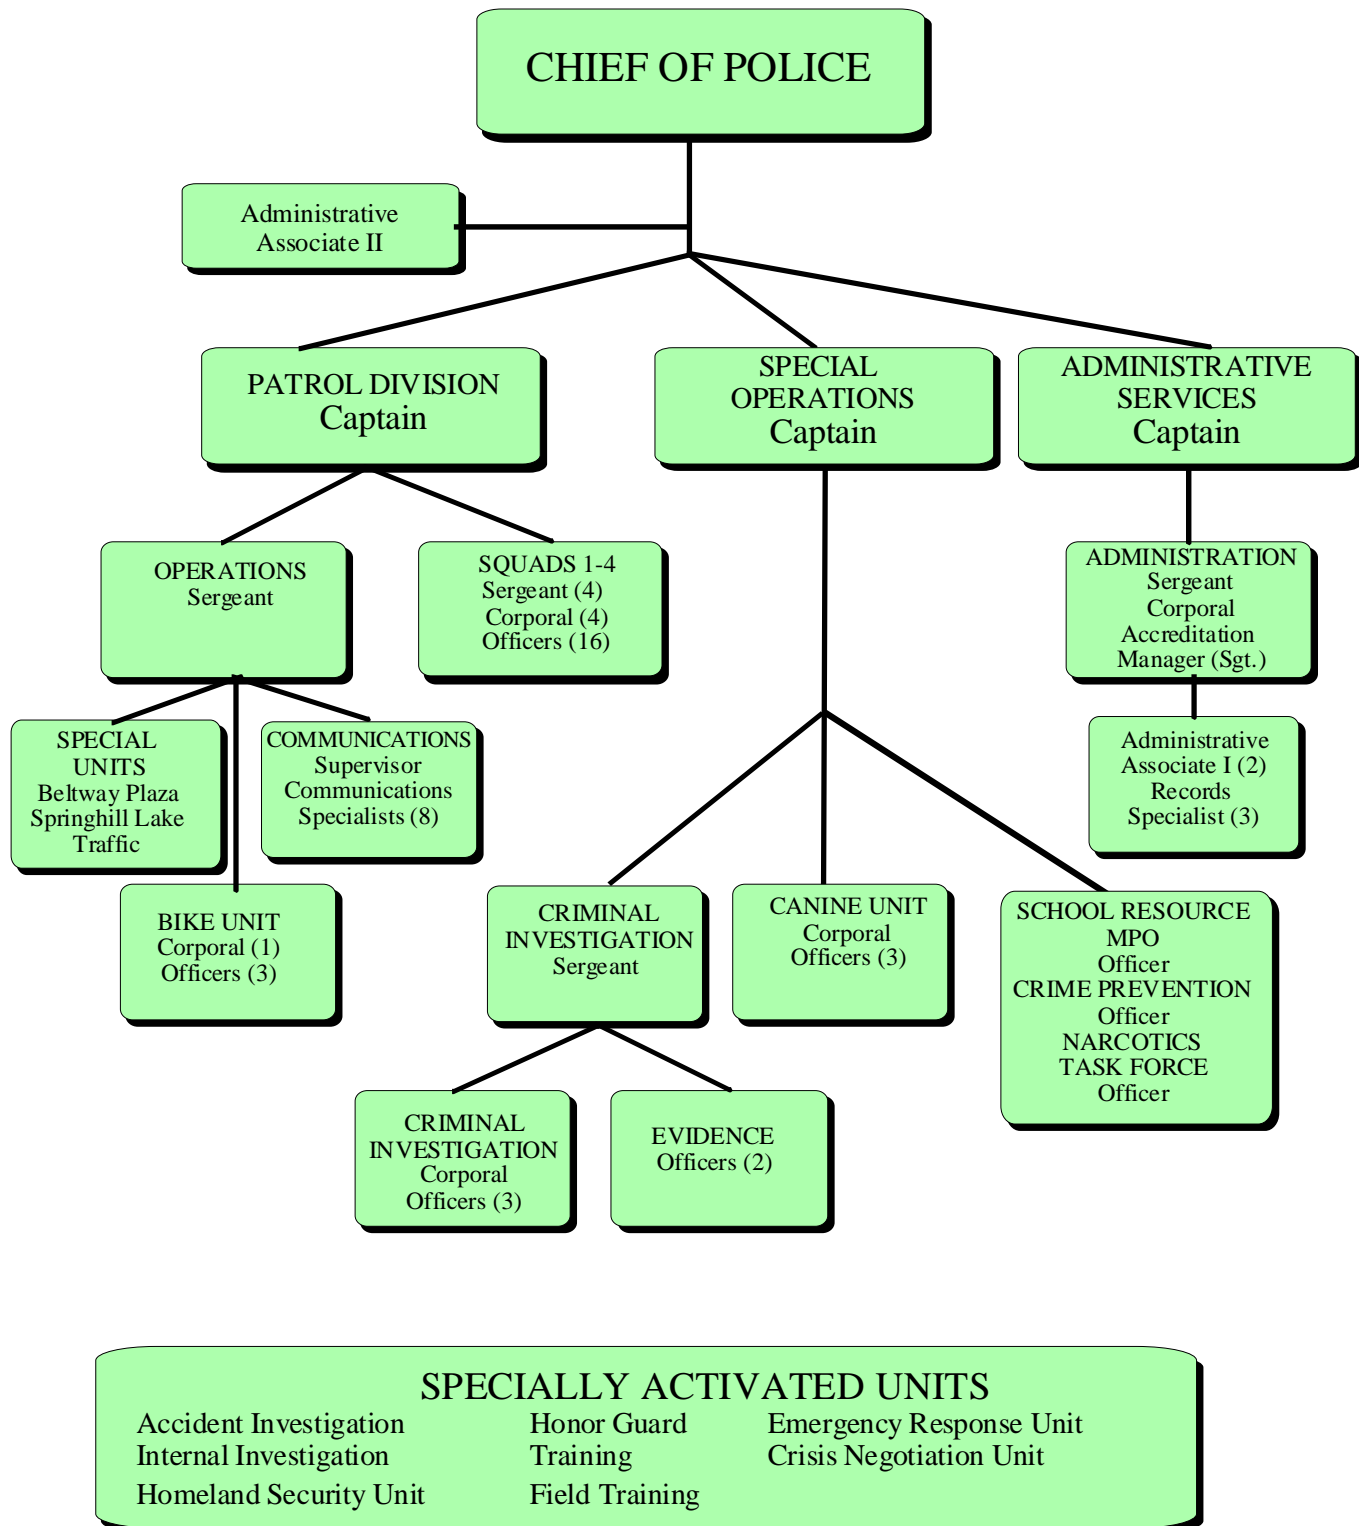 CHIEF OF POLICE
Administrative
Associate II
PATROL DIVISION
Captain
SPECIAL
OPERATIONS
Captain
ADMINISTRATIVE
SERVICES
Captain
OPERATIONS
Sergeant
SQUADS 1-4
Sergeant (4)
Corporal (4)
Officers (16)
ADMINISTRATION
Sergeant
Corporal
Accreditation
Manager (Sgt.)
SPECIAL
UNITS
Beltway Plaza
Springhill Lake
Traffic
COMMUNICATIONS
Supervisor
Communications
Specialists (8)
Administrative
Associate I (2)
Records
Specialist (3)
BIKE UNIT
Corporal (1)
Officers (3)
CRIMINAL
INVESTIGATION
Sergeant
CANINE UNIT
Corporal
Officers (3)
SCHOOL RESOURCE
MPO
Officer
CRIME PREVENTION
Officer
NARCOTICS
TASK FORCE
Officer
CRIMINAL
INVESTIGATION
Corporal
Officers (3)
EVIDENCE
Officers (2)
SPECIALLY ACTIVATED UNITS
Accident Investigation Honor Guard Emergency Response Unit
Internal Investigation Training Crisis Negotiation Unit
Homeland Security Unit Field Training